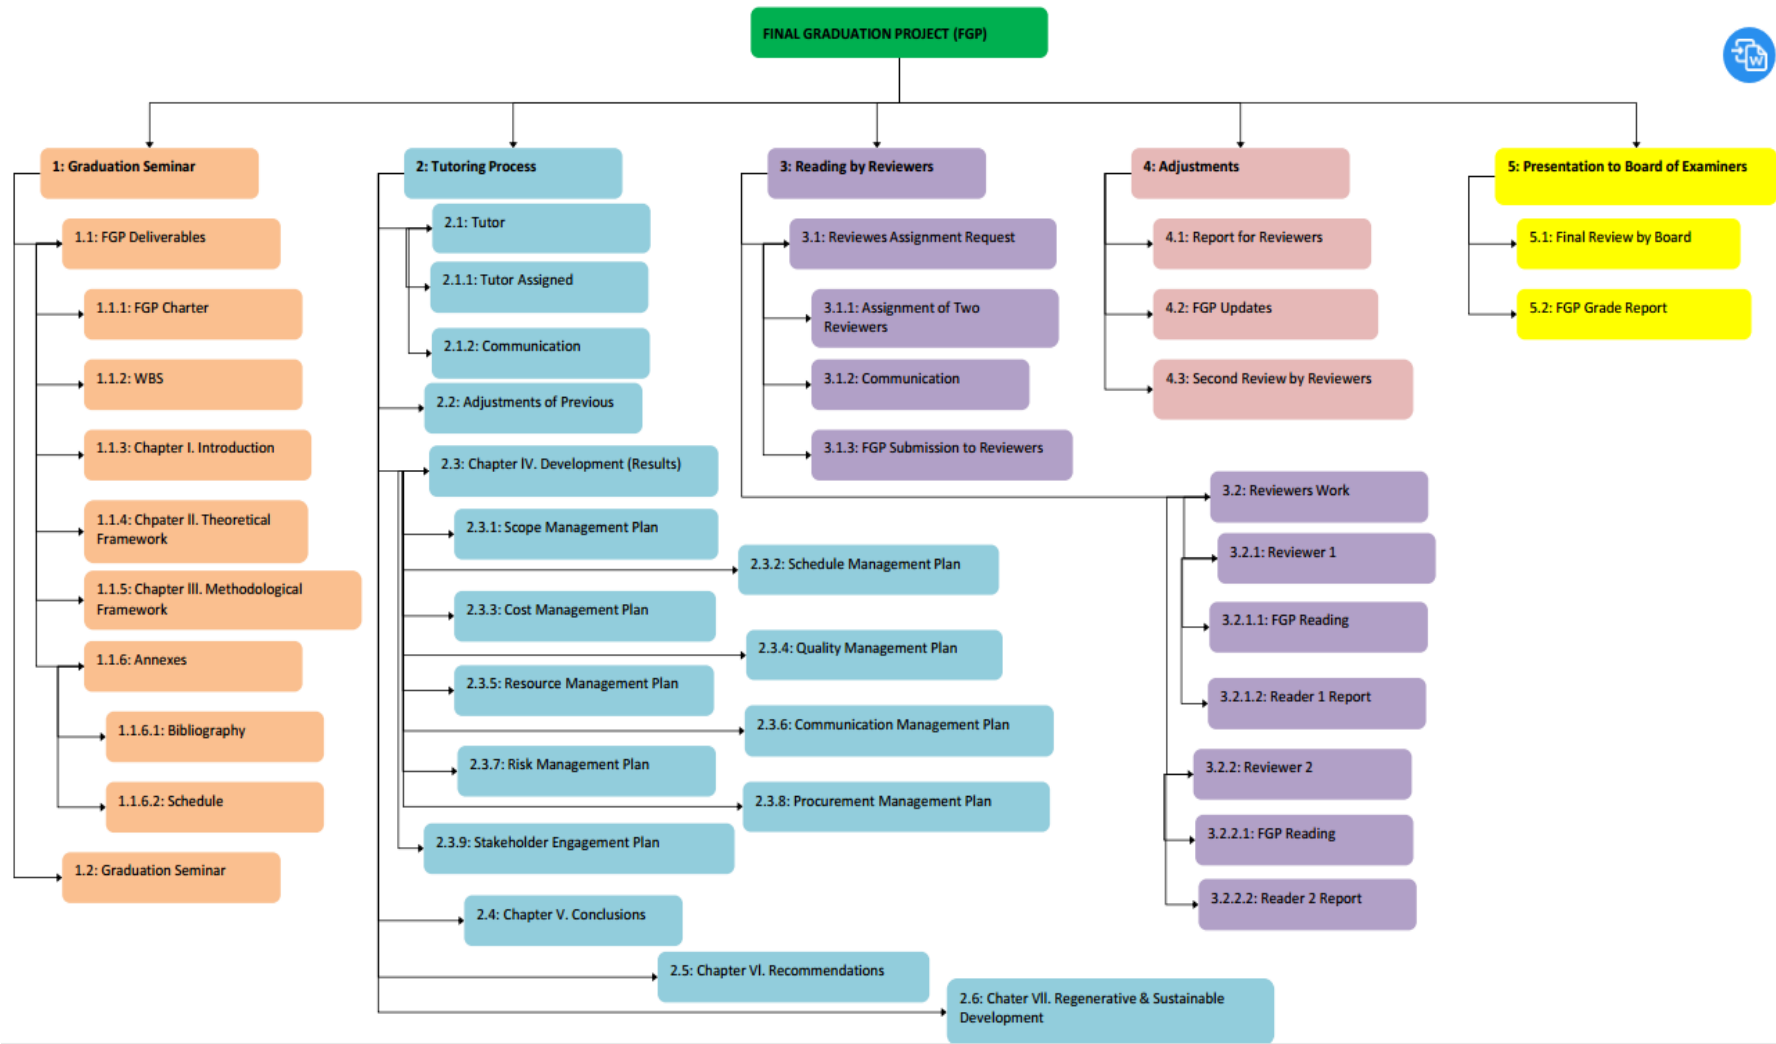 FINAL GRADUATION PROJECT (FGP)
W
1: Graduation Seminar
1.1: FGP Deliverables
1.1.1: FGP Charter
1.1.2: WBS
1.1.3: Chapter I. Introduction
1.1.4: Chpater II. Theoretical
Framework
1.1.5: Chapter III. Methodological
Framework
1.1.6: Annexes
1.1.6.1: Bibliography
1.1.6.2: Schedule
1.2: Graduation Seminar
2: Tutoring Process
2.1: Tutor
2.1.1: Tutor Assigned
2.1.2: Communication
2.2: Adjustments of Previous
2.3: Chapter IV. Development (Results)
2.3.1: Scope Management Plan
2.3.2: Schedule Management Plan
2.3.3: Cost Management Plan
2.3.4: Quality Management Plan
2.3.5: Resource Management Plan
2.3.6: Communication Management Plan
2.3.7: Risk Management Plan
2.3.8: Procurement Management Plan
2.3.9: Stakeholder Engagement Plan
2.4: Chapter V. Conclusions
2.5: Chapter VI. Recommendations
2.6: Chater VII. Regenerative & Sustainable
Development
3: Reading by Reviewers
3.1: Reviewes Assignment Request
3.1.1: Assignment of Two
Reviewers
3.1.2: Communication
3.1.3: FGP Submission to Reviewers
3.2: Reviewers Work
3.2.1: Reviewer 1
3.2.1.1: FGP Reading
3.2.1.2: Reader 1 Report
3.2.2: Reviewer 2
3.2.2.1: FGP Reading
3.2.2.2: Reader 2 Report
4: Adjustments
4.1: Report for Reviewers
4.2: FGP Updates
4.3: Second Review by Reviewers
5: Presentation to Board of Examiners
5.1: Final Review by Board
5.2: FGP Grade Report